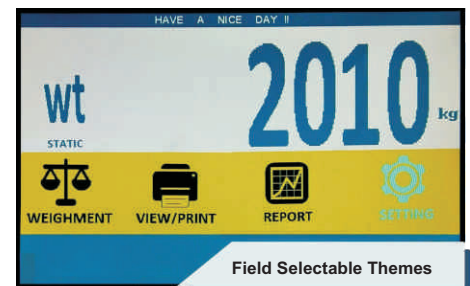 HAVE A NICE DAY !!
wt
2010
kg
STATIC
WEIGHMENT
VIEW/PRINT
REPORT
SETTING
Field Selectable Themes